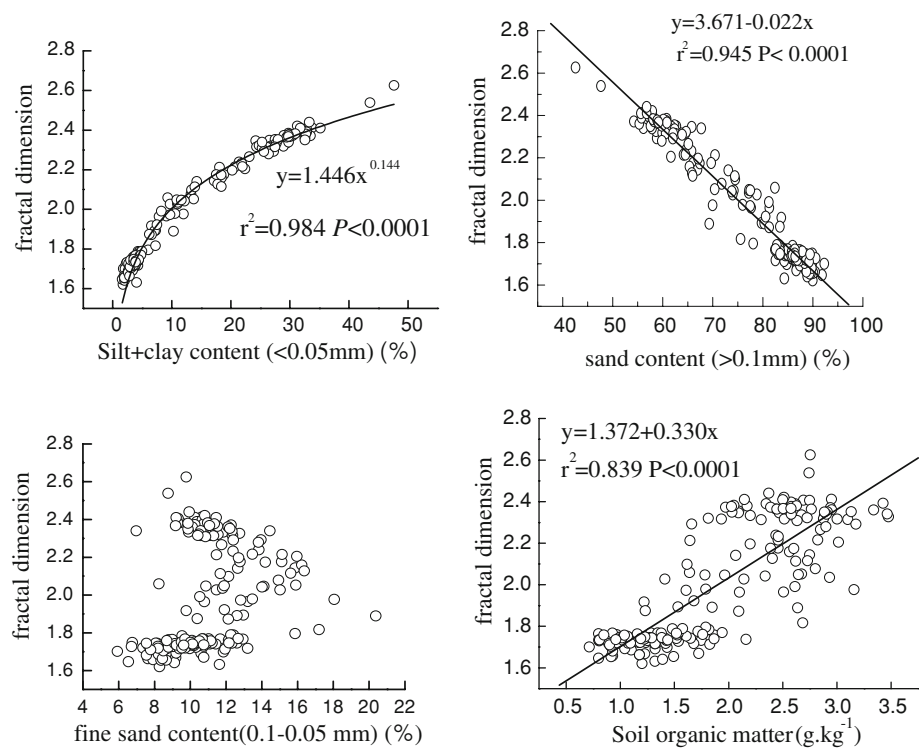 2.8
2.6
2.4
2.2
2.0
1.8
1.6
fractal dimension
y=1.446x^0.144
r²=0.984 P<0.0001
0 10 20 30 40 50
Silt+clay content (<0.05mm) (%)
y=3.671-0.022x
r²=0.945 P< 0.0001
2.8
2.6
2.4
2.2
2.0
1.8
1.6
fractal dimension
40 50 60 70 80 90 100
sand content (>0.1mm) (%)
2.8
2.6
2.4
2.2
2.0
1.8
1.6
fractal dimension
4 6 8 10 12 14 16 18 20 22
fine sand content(0.1-0.05 mm) (%)
y=1.372+0.330x
r²=0.839 P<0.0001
2.8
2.6
2.4
2.2
2.0
1.8
1.6
fractal dimension
0.5 1.0 1.5 2.0 2.5 3.0 3.5
Soil organic matter(g.kg⁻¹)